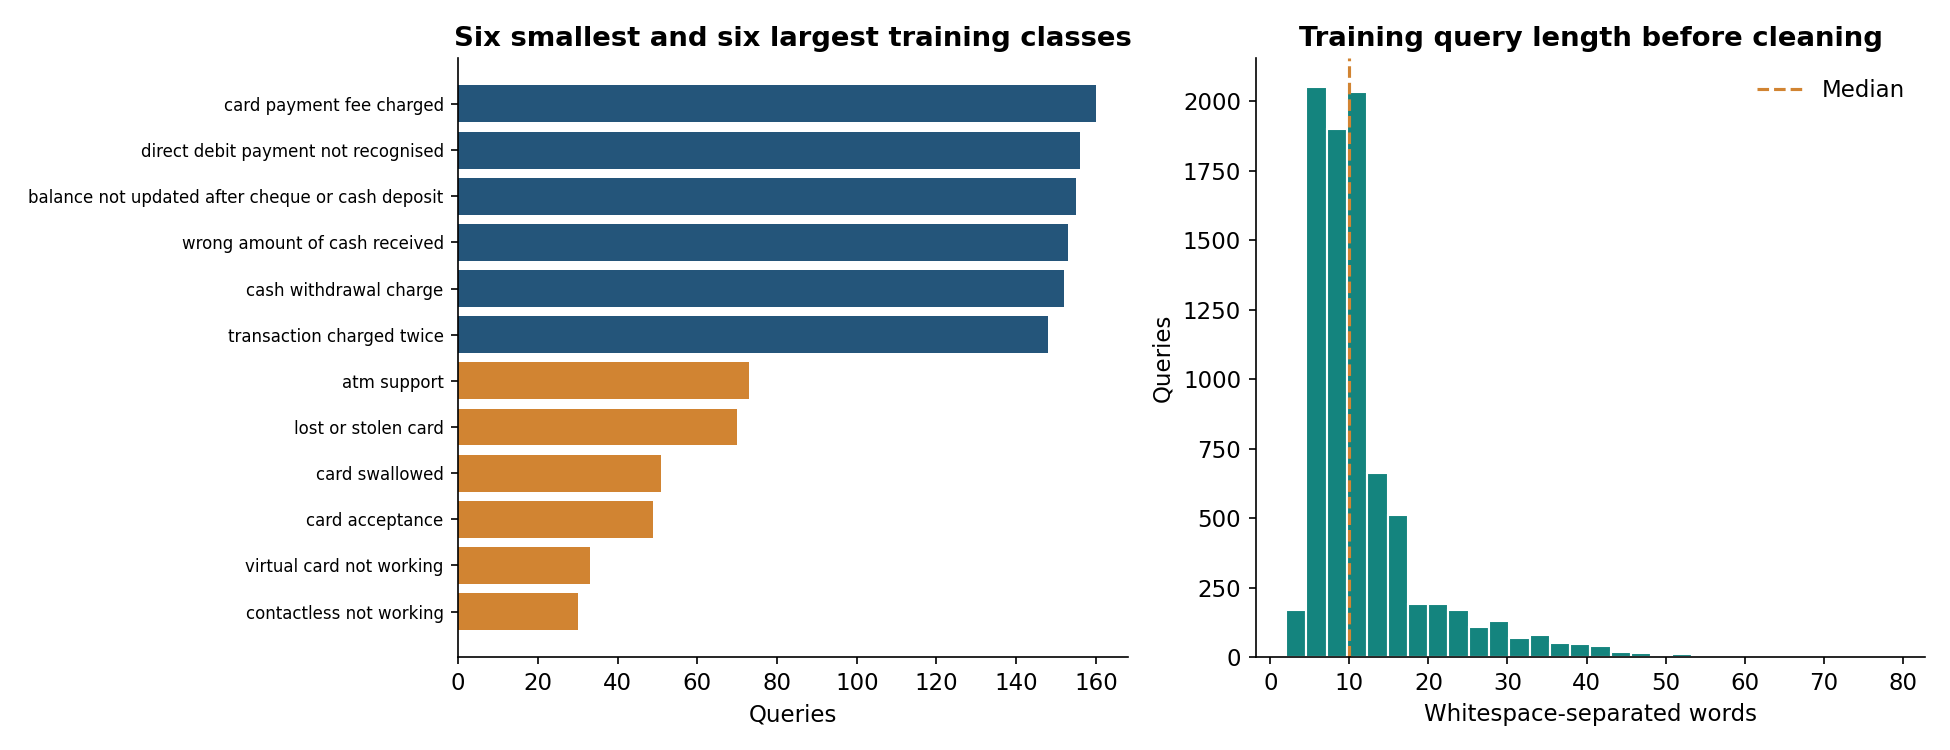 Six smallest and six largest training classes
card payment fee charged
direct debit payment not recognised
balance not updated after cheque or cash deposit
wrong amount of cash received
cash withdrawal charge
transaction charged twice
atm support
lost or stolen card
card swallowed
card acceptance
virtual card not working
contactless not working
0 20 40 60 80 100 120 140 160
Queries
Training query length before cleaning
Median
2000
1750
1500
1250
1000
750
500
250
0
Queries
0 10 20 30 40 50 60 70 80
Whitespace-separated words